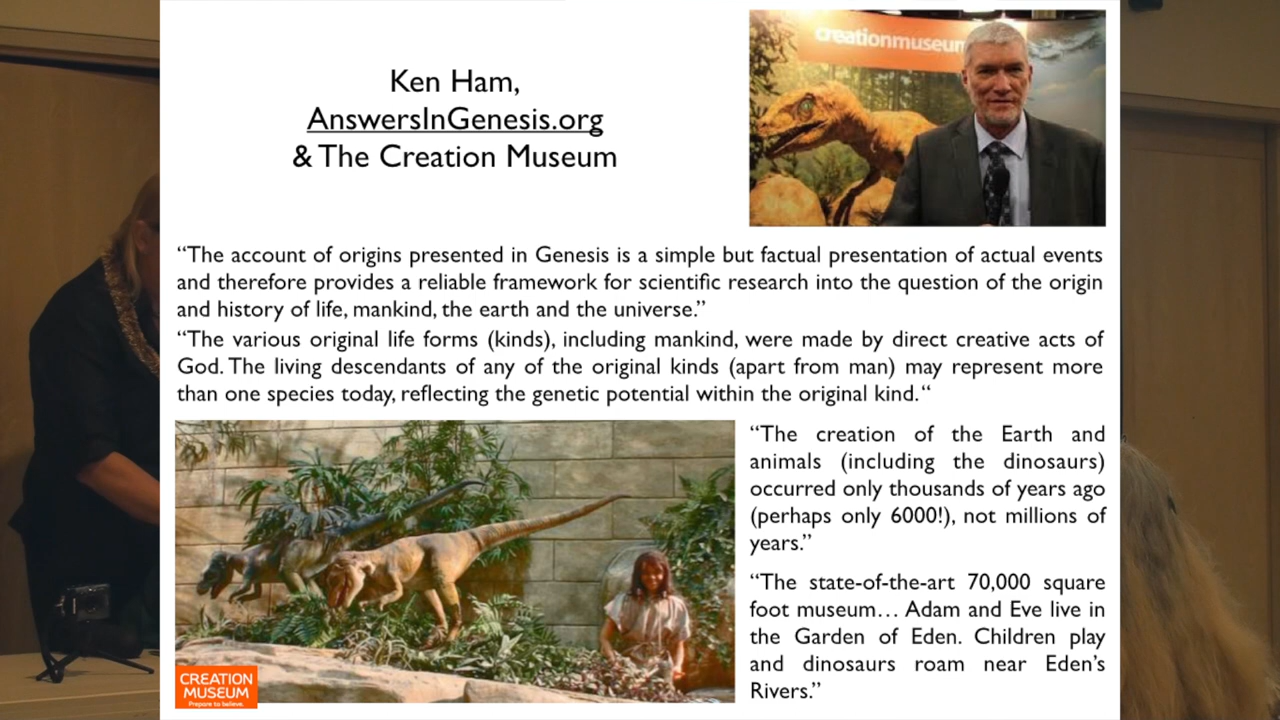 Ken Ham,
AnswersInGenesis.org
& The Creation Museum
creationmuseum
“The account of origins presented in Genesis is a simple but factual presentation of actual events
and therefore provides a reliable framework for scientific research into the question of the origin
and history of life, mankind, the earth and the universe.”
“The various original life forms (kinds), including mankind, were made by direct creative acts of
God. The living descendants of any of the original kinds (apart from man) may represent more
than one species today, reflecting the genetic potential within the original kind.“
“The creation of the Earth and
animals (including the dinosaurs)
occurred only thousands of years ago
(perhaps only 6000!), not millions of
years.”
“The state-of-the-art 70,000 square
foot museum… Adam and Eve live in
the Garden of Eden. Children play
and dinosaurs roam near Eden’s
Rivers.”
CREATION
MUSEUM
Prepare to believe.